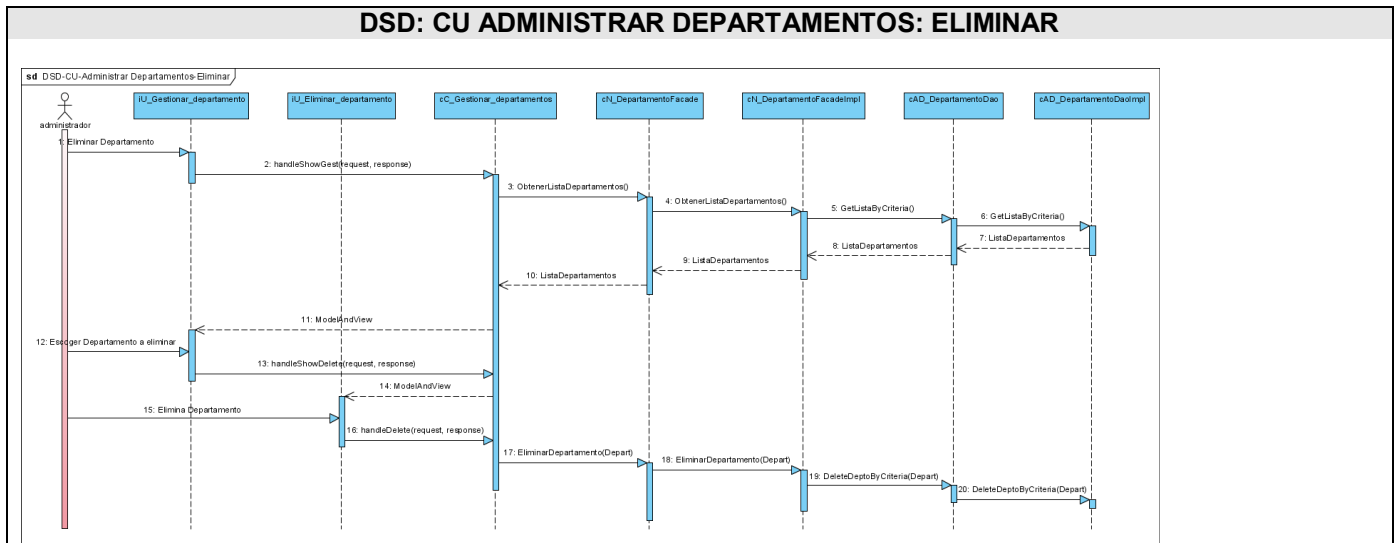 DSD: CU ADMINISTRAR DEPARTAMENTOS: ELIMINAR
sd DSD-CU-Administrar Departamentos-Eliminar
administrador
iU_Gestionar_departamento
iU_Eliminar_departamento
cC_Gestionar_departamentos
cN_DepartamentoFacade
cN_DepartamentoFacadeImpl
cAD_DepartamentoDao
cAD_DepartamentoDaoImpl
1: Eliminar Departamento
2: handleShowGest(request, response)
3: ObtenerListaDepartamentos()
4: ObtenerListaDepartamentos()
5: GetListaByCriteria()
6: GetListaByCriteria()
7: ListaDepartamentos
8: ListaDepartamentos
9: ListaDepartamentos
10: ListaDepartamentos
11: ModelAndView
12: Escoger Departamento a eliminar
13: handleShowDelete(request, response)
14: ModelAndView
15: Elimina Departamento
16: handleDelete(request, response)
17: EliminarDepartamento(Depart)
18: EliminarDepartamento(Depart)
19: DeleteDeptoByCriteria(Depart)
20: DeleteDeptoByCriteria(Depart)